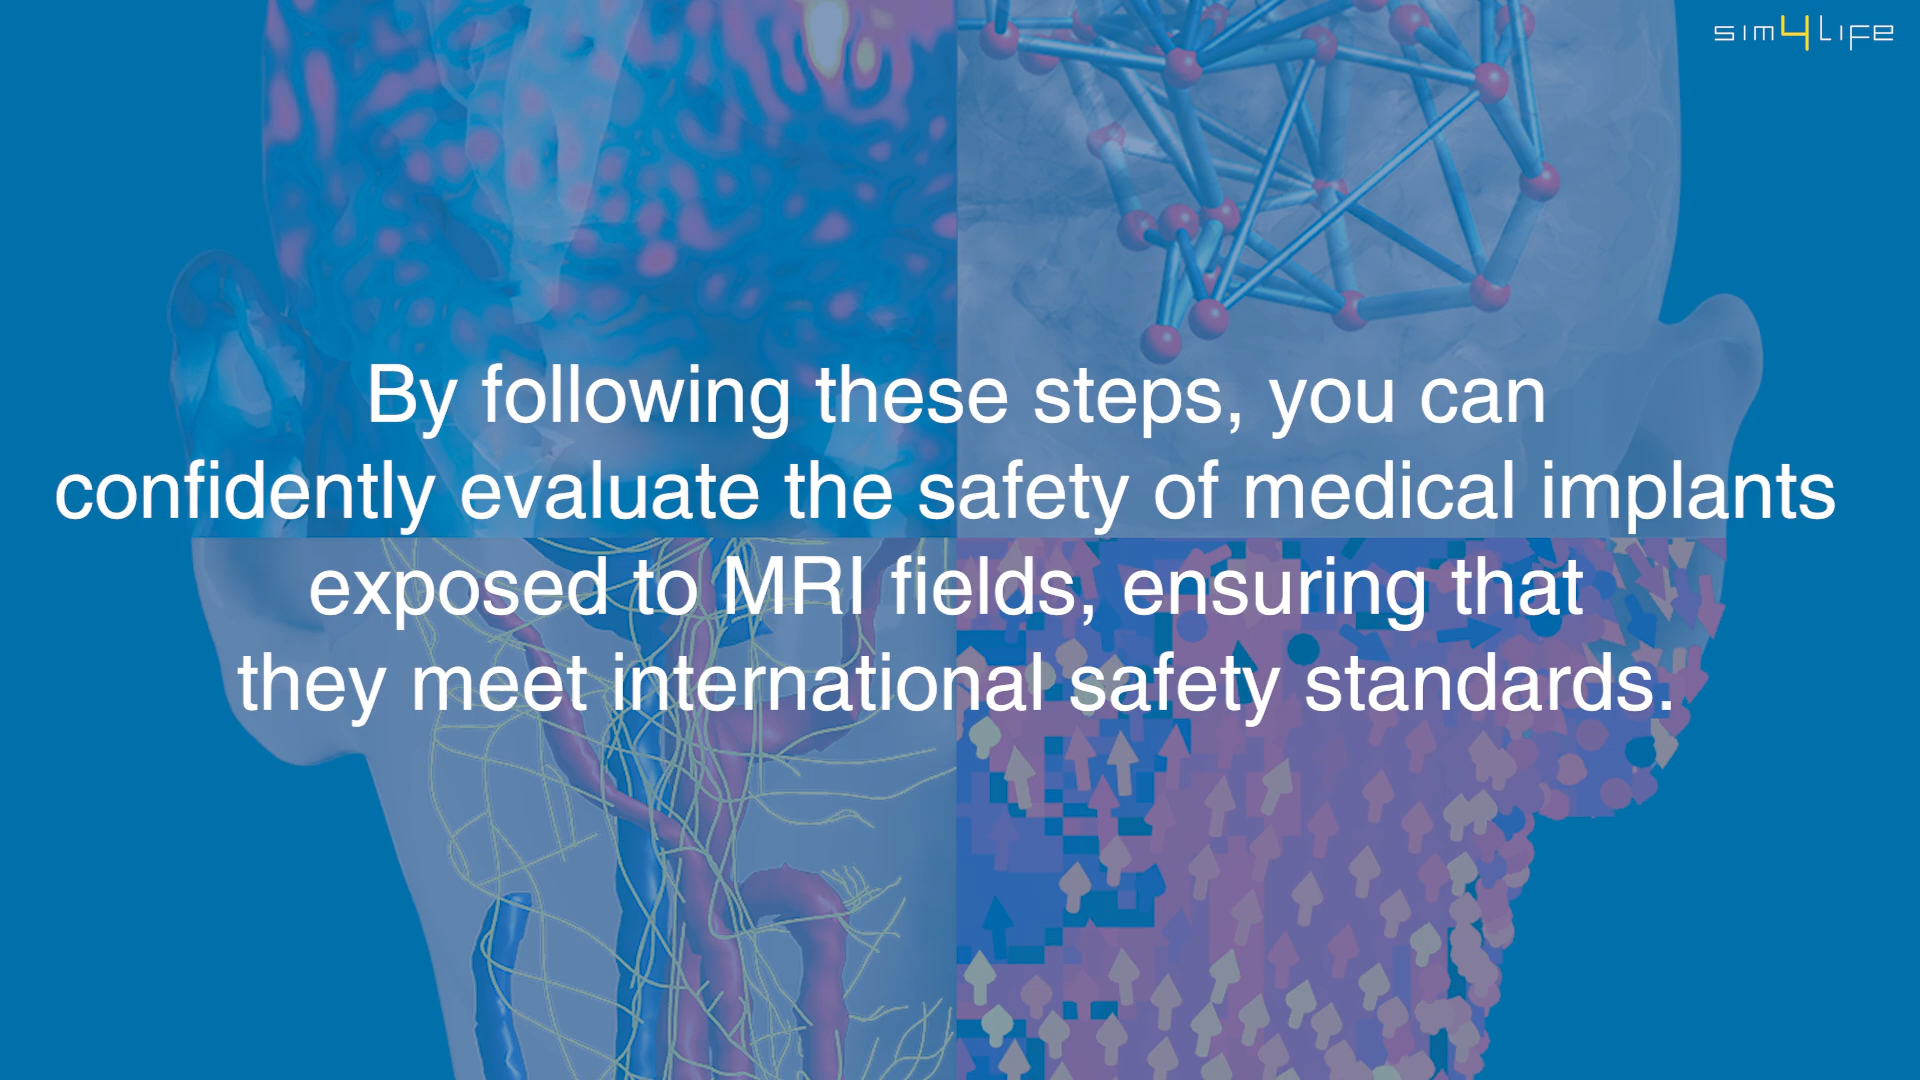 sim4Life
By following these steps, you can
confidently evaluate the safety of medical implants
exposed to MRI fields, ensuring that
they meet international safety standards.